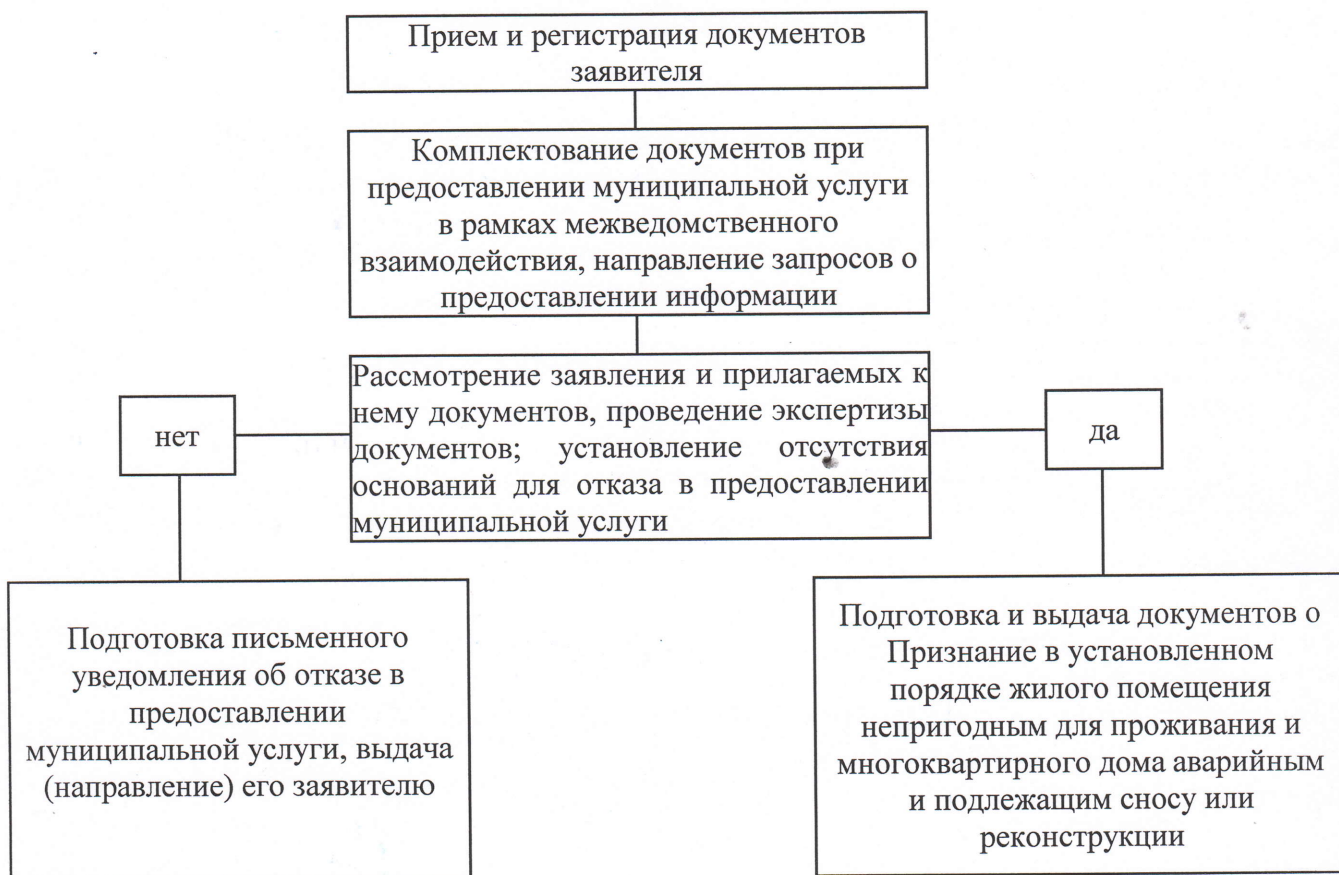 Прием и регистрация документов
заявителя
Комплектование документов при
предоставлении муниципальной услуги
в рамках межведомственного
взаимодействия, направление запросов о
предоставлении информации
Рассмотрение заявления и прилагаемых к
нему документов, проведение экспертизы
документов; установление отсутствия
оснований для отказа в предоставлении
муниципальной услуги
нет
да
Подготовка письменного
уведомления об отказе в
предоставлении
муниципальной услуги, выдача
(направление) его заявителю
Подготовка и выдача документов о
Признание в установленном
порядке жилого помещения
непригодным для проживания и
многоквартирного дома аварийным
и подлежащим сносу или
реконструкции